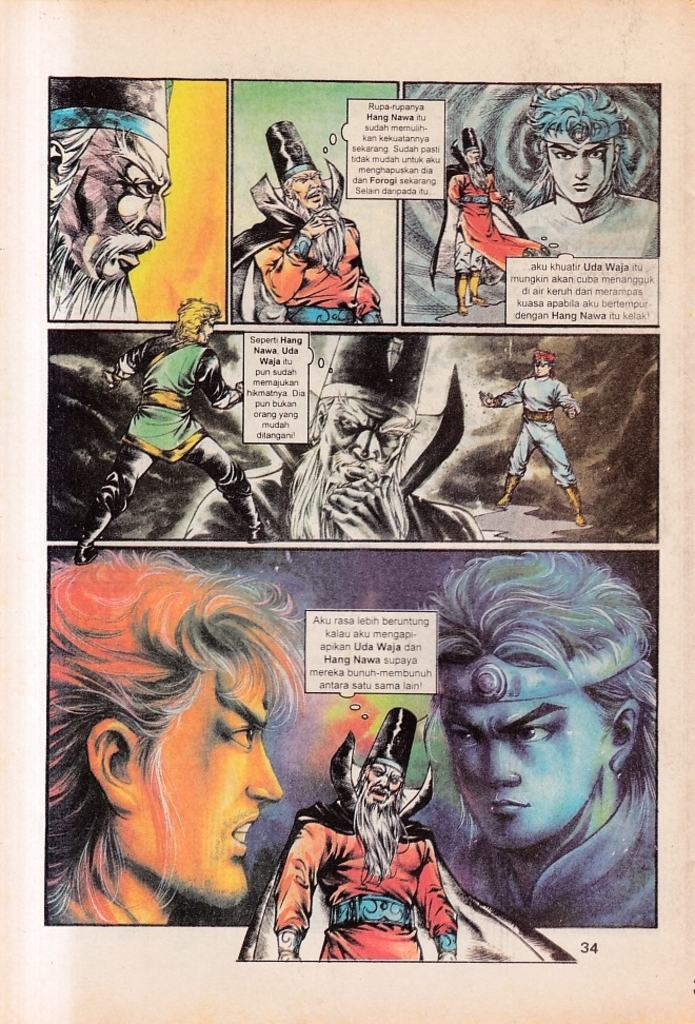 Rupa-rupanya
Hang Nawa itu
sudah memulih-
kan kekuatannya
sekarang. Sudah pasti
tidak mudah untuk aku
menghapuskan dia
dan Forogi sekarang.
Selain daripada itu...
...aku khuatir Uda Waja itu
mungkin akan cuba menangguk
di air keruh dan merampas
kuasa apabila aku bertempur
dengan Hang Nawa itu kelak!
Seperti Hang
Nawa, Uda
Waja itu
pun sudah
memajukan
hikmatnya. Dia
pun bukan
orang yang
mudah
ditangani!
Aku rasa lebih beruntung
kalau aku mengapi-
apikan Uda Waja dan
Hang Nawa supaya
mereka bunuh-membunuh
antara satu sama lain!
34